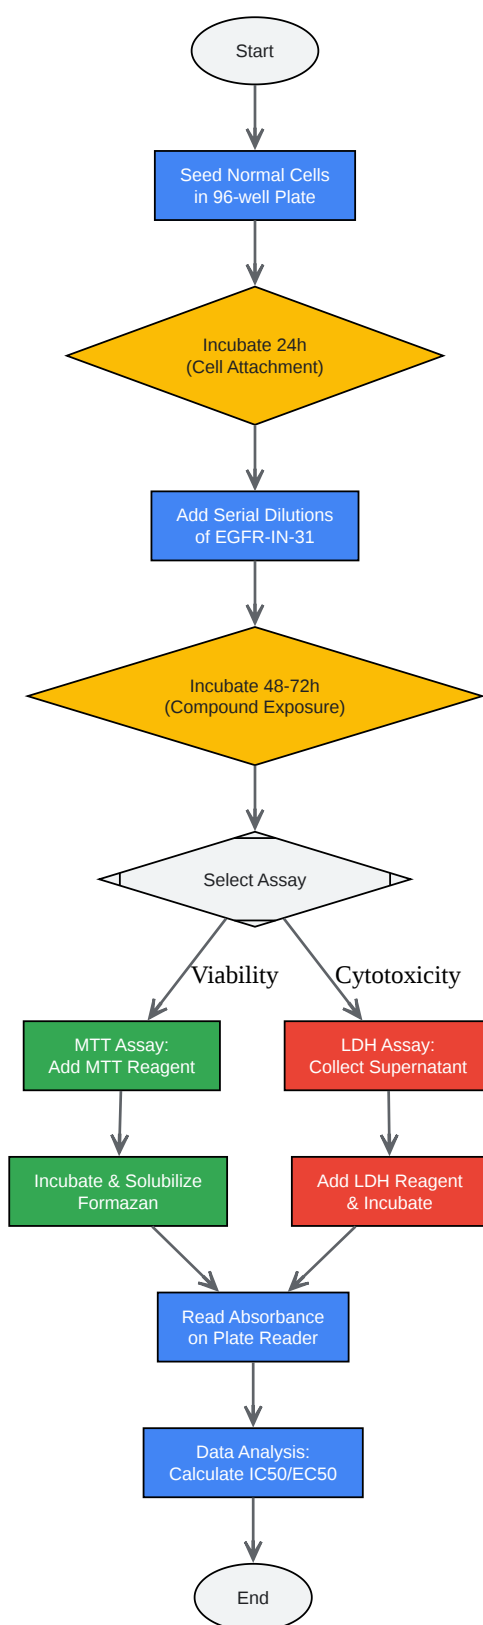 Start
Seed Normal Cells
in 96-well Plate
Incubate 24h
(Cell Attachment)
Add Serial Dilutions
of EGFR-IN-31
Incubate 48-72h
(Compound Exposure)
Select Assay
Viability
Cytotoxicity
MTT Assay:
Add MTT Reagent
LDH Assay:
Collect Supernatant
Incubate & Solubilize
Formazan
Add LDH Reagent
& Incubate
Read Absorbance
on Plate Reader
Data Analysis:
Calculate IC50/EC50
End